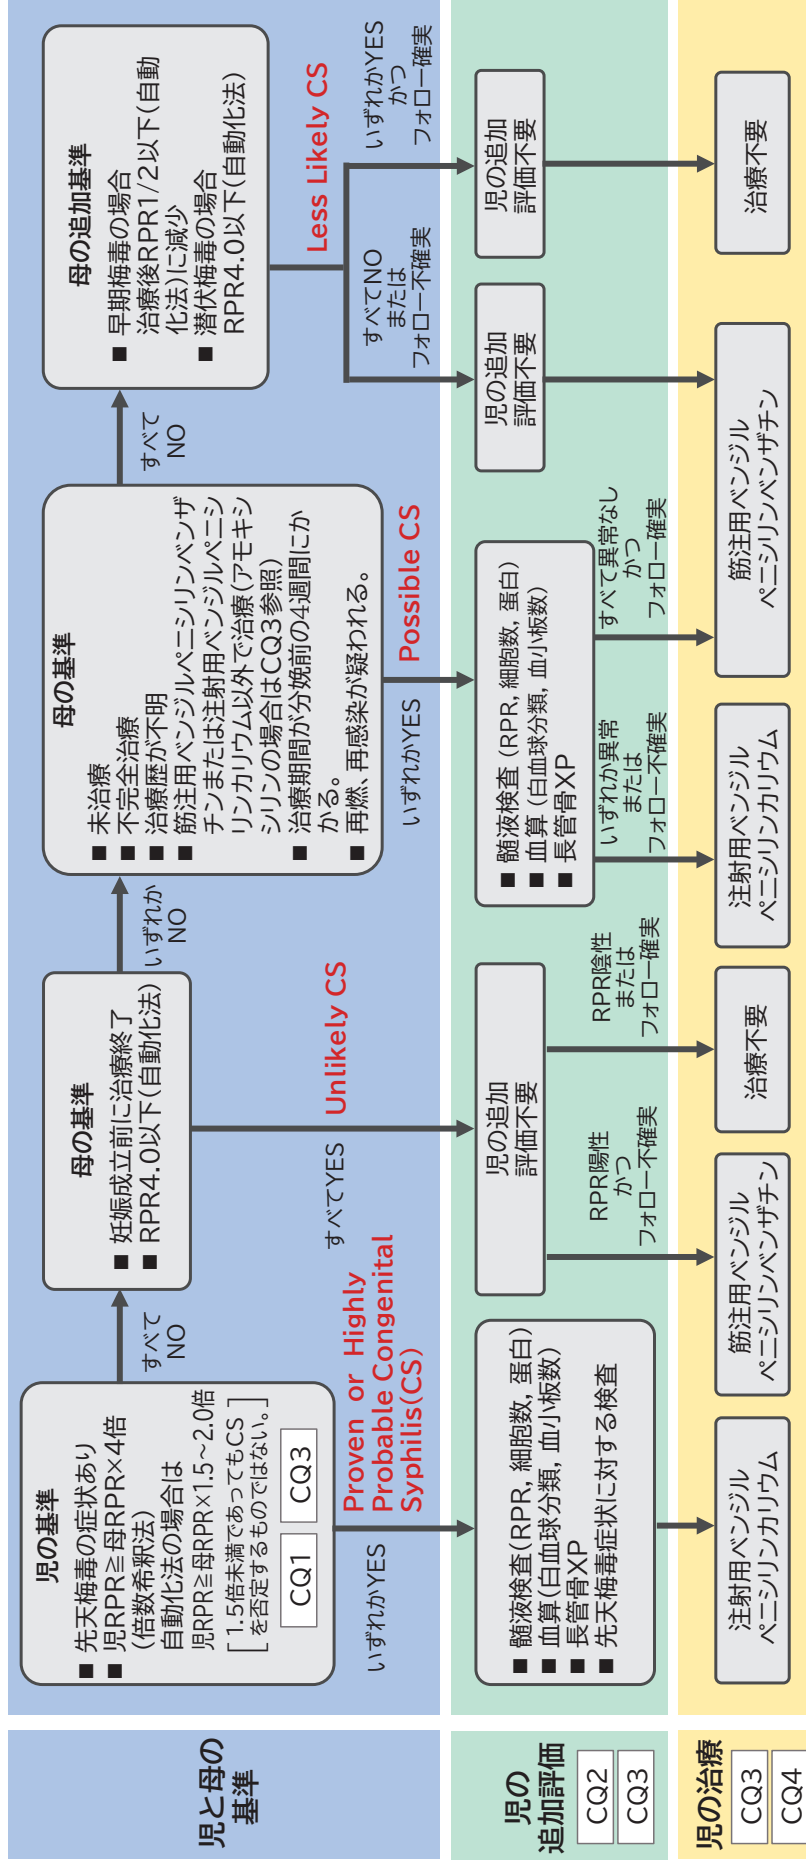 児と母の
基準
児の基準
■ 先天梅毒の症状あり
■ 児RPR≧母RPR×4倍
(倍数希釈法)
自動化法の場合は
児RPR≧母RPR×1.5～2.0倍
[1.5倍未満であってもCS
を否定するものではない。]
CQ1
CQ3
すべて
NO
母の基準
■ 妊娠成立前に治療終了
■ RPR4.0以下(自動化法)
いずれか
NO
母の基準
■ 未治療
■ 不完全治療
■ 治療歴が不明
■ 筋注用ベンジルペニシリンベンザ
チンまたは注射用ベンジルペニシ
リンカリウム以外で治療(アモキシ
シリンの場合はCQ3参照)
■ 治療期間が分娩前の4週間にか
かる。
■ 再燃、再感染が疑われる。
すべて
NO
母の追加基準
■ 早期梅毒の場合
治療後RPR1/2以下(自動
化法)に減少
■ 潜伏梅毒の場合
RPR4.0以下(自動化法)
いずれかYES
Proven or Highly
Probable Congenital
Syphilis(CS)
すべてYES
Unlikely CS
いずれかYES
Possible CS
Less Likely CS
すべてNO
または
フォロー不確実
いずれかYES
かつ
フォロー確実
児の
追加評価
CQ2
CQ3
■ 髄液検査(RPR, 細胞数, 蛋白)
■ 血算(白血球分類, 血小板数)
■ 長管骨XP
■ 先天梅毒症状に対する検査
児の追加
評価不要
■ 髄液検査 (RPR, 細胞数, 蛋白)
■ 血算 (白血球分類, 血小板数)
■ 長管骨XP
児の追加
評価不要
児の追加
評価不要
RPR陽性
かつ
フォロー不確実
RPR陰性
または
フォロー確実
いずれか異常
または
フォロー不確実
すべて異常なし
かつ
フォロー確実
児の治療
CQ3
CQ4
注射用ベンジル
ペニシリンカリウム
筋注用ベンジル
ペニシリンベンザチン
治療不要
注射用ベンジル
ペニシリンカリウム
筋注用ベンジル
ペニシリンベンザチン
治療不要